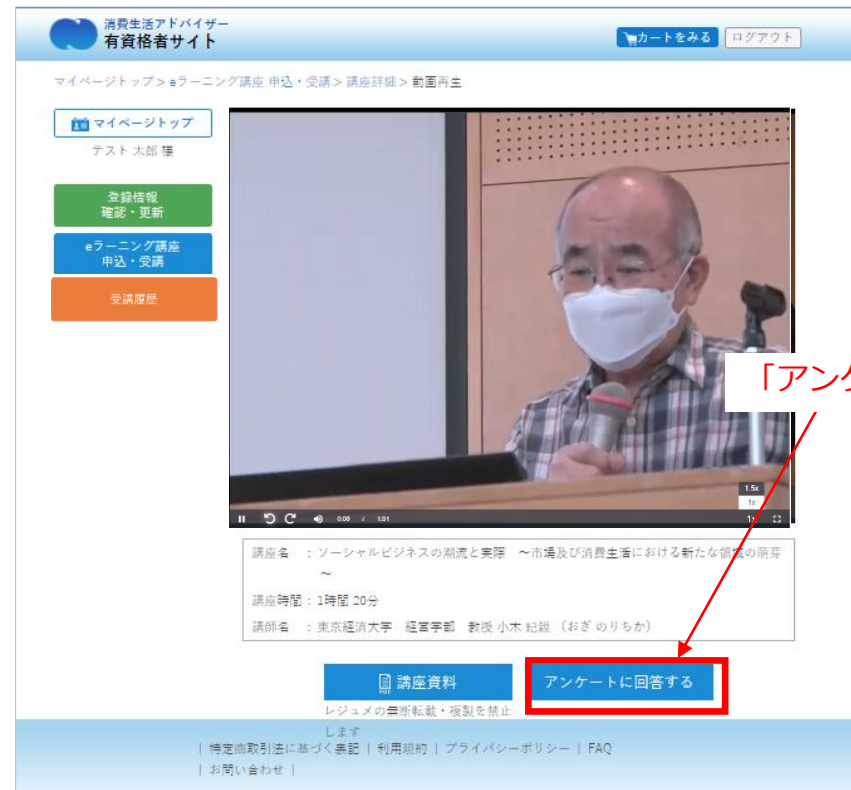 消費生活アドバイザー
有資格者サイト
カートをみる
ログアウト
マイページトップ > eラーニング講座 申込・受講 > 講座詳細 > 動画再生
マイページトップ
テスト 太郎 様
登録情報
確認・更新
eラーニング講座
申込・受講
受講履歴
「アンケ
1.5x
1x
0:06 / 1:01
1x
講座名 :ソーシャルビジネスの潮流と実際 ~市場及び消費生活における新たな領域の萌芽
~
講座時間:1時間 20分
講師名 :東京経済大学 経営学部 教授 小木 紀親 (おぎ のりちか)
講座資料
アンケートに回答する
レジュメの無断転載・複製を禁止
します
| 特定商取引法に基づく表記 | 利用規約 | プライバシーポリシー | FAQ
| お問い合わせ |